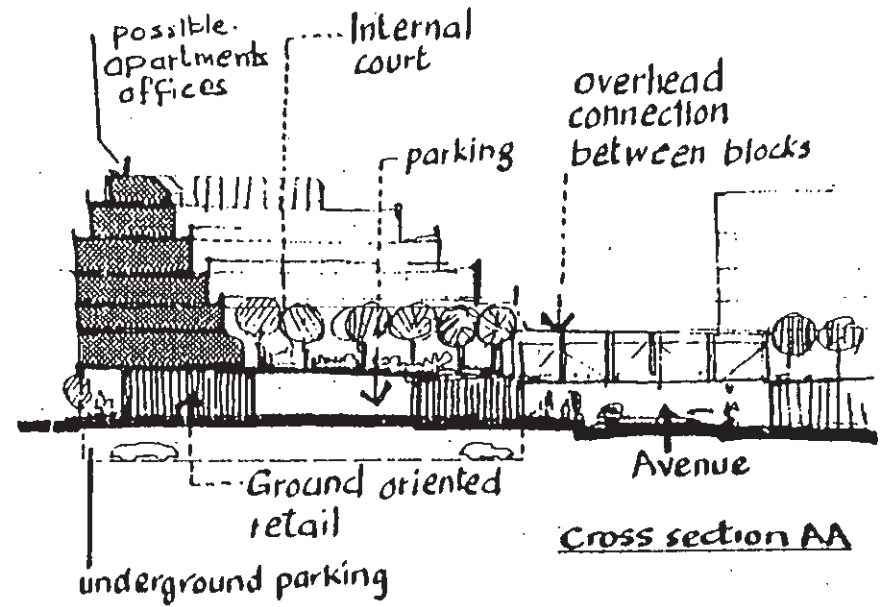 possible.
apartments
offices
Internal
court
parking
overhead
connection
between blocks
Ground oriented
retail
Avenue
Cross section AA
underground parking